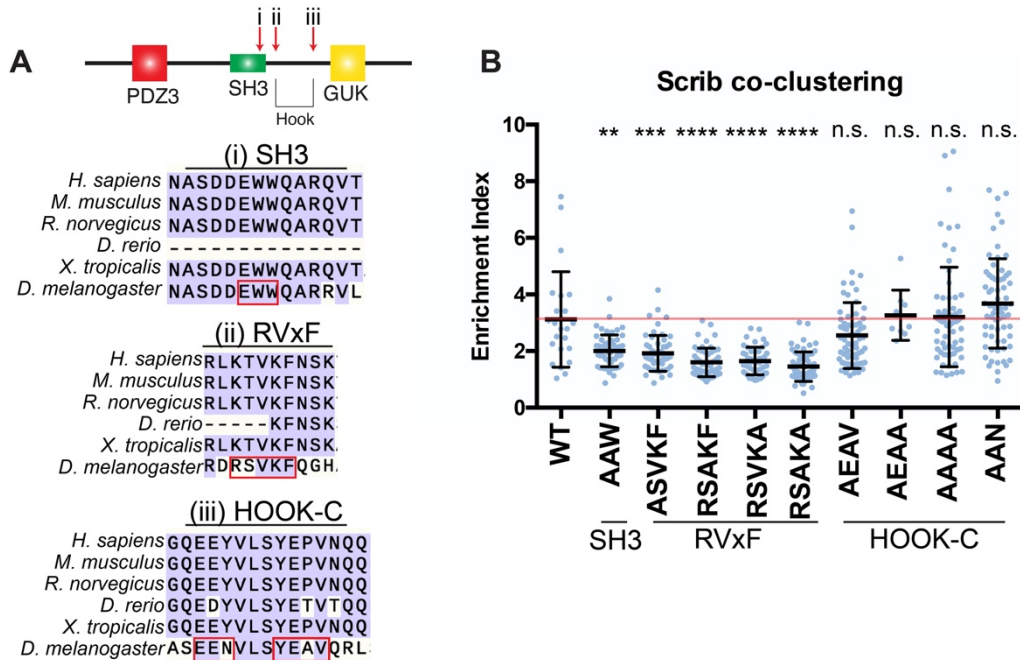 A
i ii iii
PDZ3
SH3
GUK
Hook
(i) SH3
H. sapiens NASDDEWWQARQVT
M. musculus NASDDEWWQARQVT
R. norvegicus NASDDEWWQARQVT
D. rerio --------------
X. tropicalis NASDDEWWQARQVT
D. melanogaster NASDDEWWQARRVL
(ii) RVxF
H. sapiens RLKTVKFNSK
M. musculus RLKTVKFNSK
R. norvegicus RLKTVKFNSK
D. rerio -----KFNSK
X. tropicalis RLKTVKFNSK
D. melanogaster RDRSVKFQGH
(iii) HOOK-C
H. sapiens GQEEYVLSYEPVNQQ
M. musculus GQEEYVLSYEPVNQQ
R. norvegicus GQEEYVLSYEPVNQQ
D. rerio GQEDYVLSYETVTQQ
X. tropicalis GQEEYVLSYEPVNQQ
D. melanogaster ASEENVLSYEAVQRLS
B
Scrib co-clustering
** *** **** **** **** n.s. n.s. n.s. n.s.
Enrichment Index
10
8
6
4
2
0
WT AAW ASVKF RSAKF RSVKA RSAKA AEAV AEAA AAAA AAN
SH3 RVxF HOOK-C